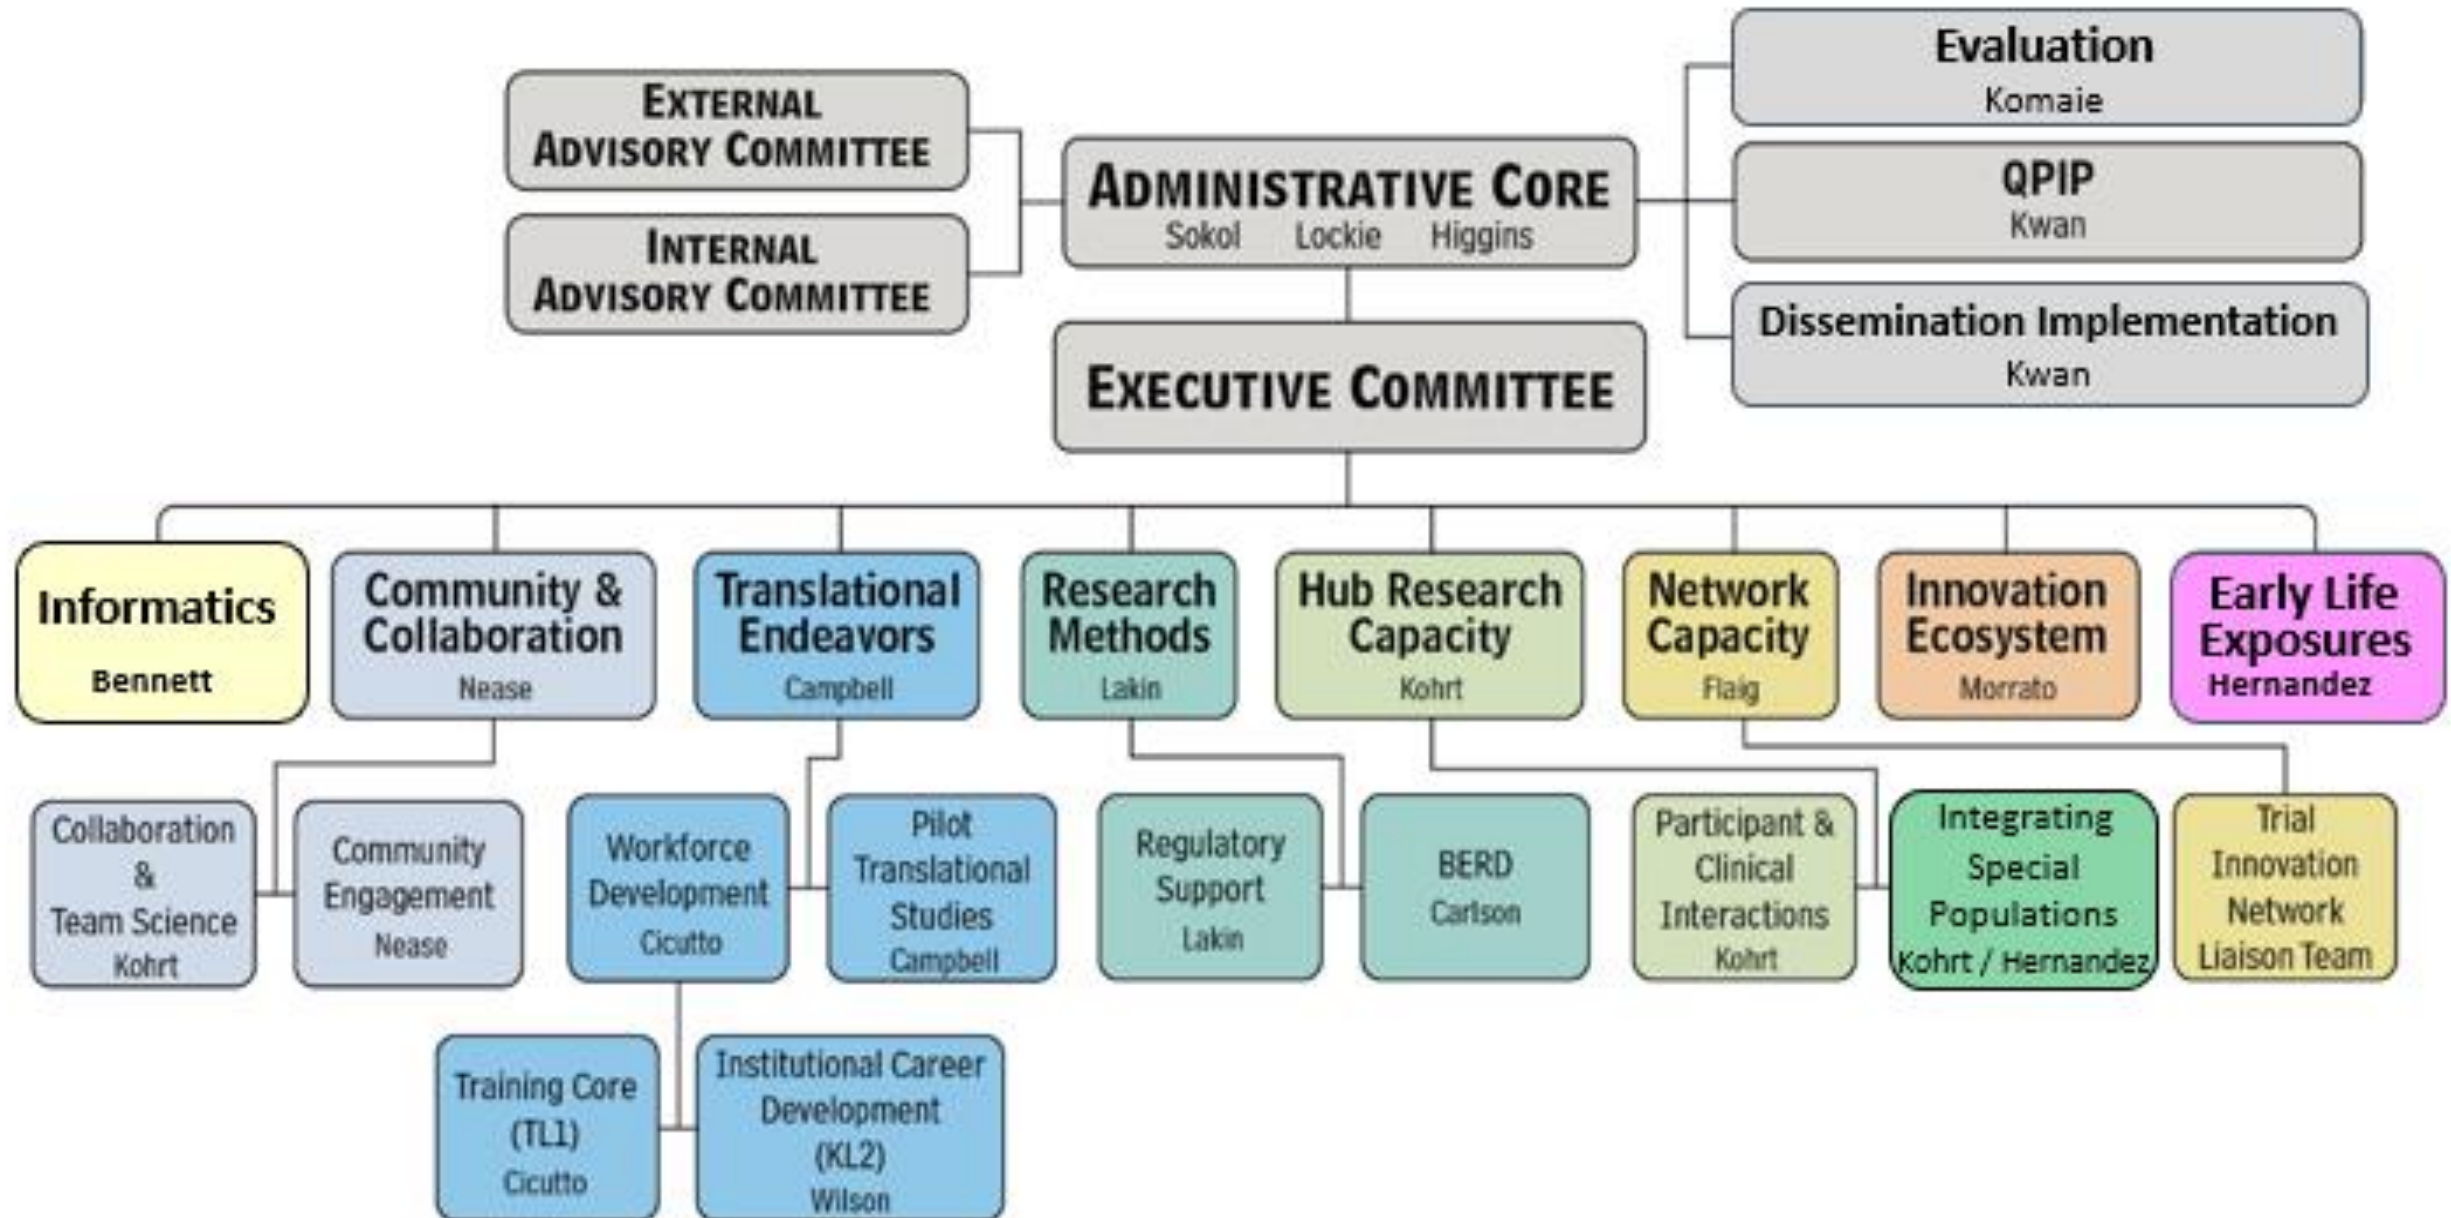 Evaluation
Komaie
EXTERNAL
ADVISORY COMMITTEE
ADMINISTRATIVE CORE
Sokol Lockie Higgins
QPIP
Kwan
INTERNAL
ADVISORY COMMITTEE
Dissemination Implementation
Kwan
EXECUTIVE COMMITTEE
Informatics
Bennett
Community &
Collaboration
Nease
Translational
Endeavors
Campbell
Research
Methods
Lakin
Hub Research
Capacity
Kohrt
Network
Capacity
Flaig
Innovation
Ecosystem
Morrato
Early Life
Exposures
Hernandez
Collaboration
&
Team Science
Kohrt
Community
Engagement
Nease
Workforce
Development
Cicutto
Pilot
Translational
Studies
Campbell
Regulatory
Support
Lakin
BERD
Carlson
Participant &
Clinical
Interactions
Kohrt
Integrating
Special
Populations
Kohrt / Hernandez
Trial
Innovation
Network
Liaison Team
Training Core
(TL1)
Cicutto
Institutional Career
Development
(KL2)
Wilson